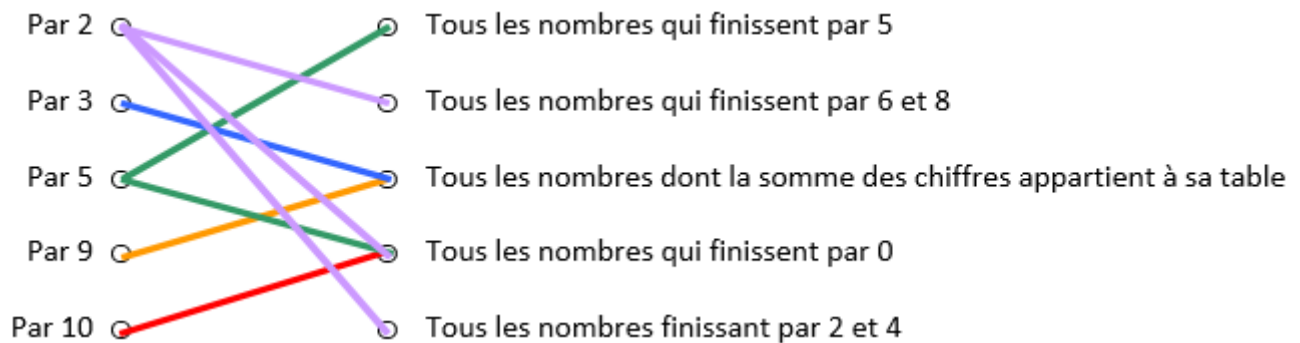 Par 2 Tous les nombres qui finissent par 5
Par 3 Tous les nombres qui finissent par 6 et 8
Par 5 Tous les nombres dont la somme des chiffres appartient à sa table
Par 9 Tous les nombres qui finissent par 0
Par 10 Tous les nombres finissant par 2 et 4